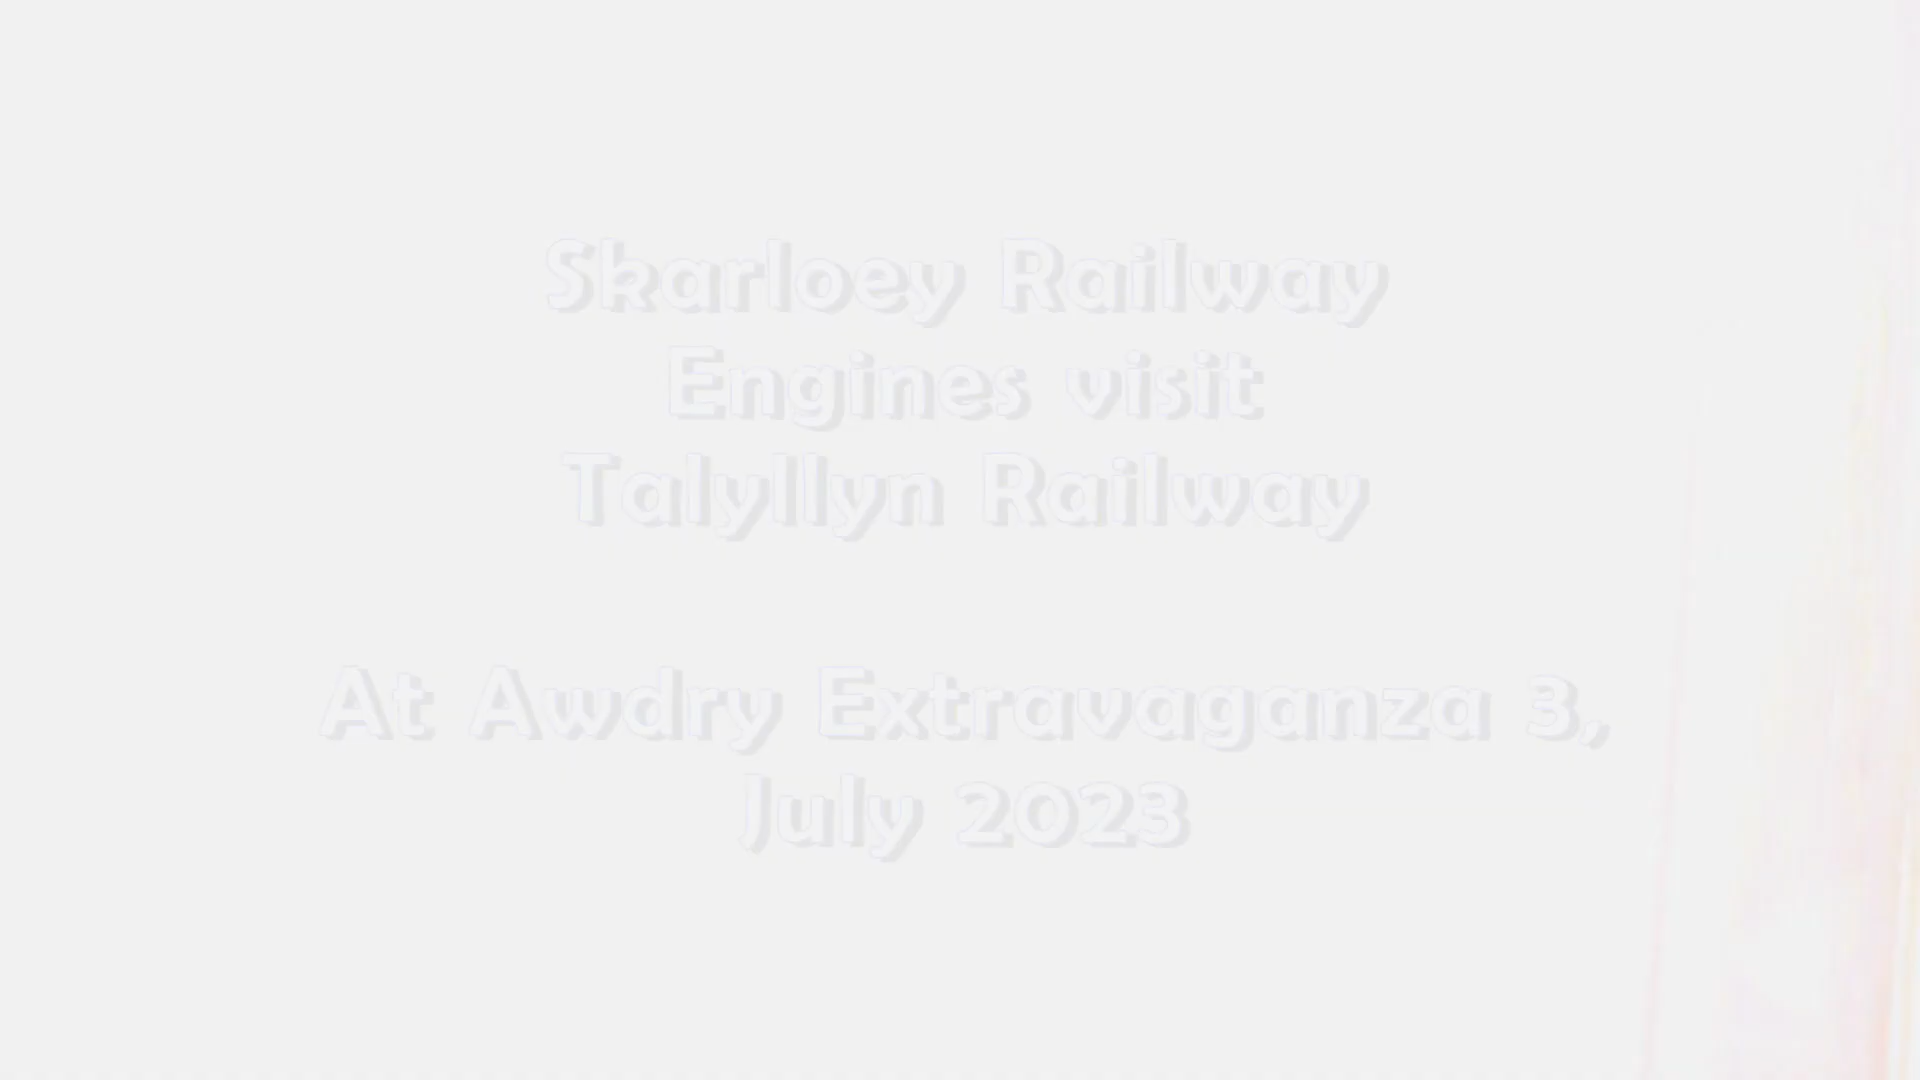 Skarloey Railway
Engines visit
Talyllyn Railway
At Awdry Extravaganza 3,
July 2023